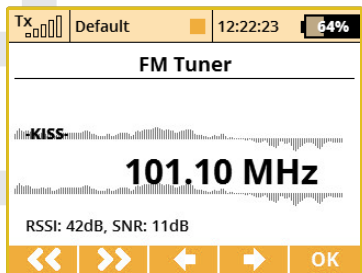 Tx
Default
12:22:23
64%
FM Tuner
-KISS-
101.10 MHz
RSSI: 42dB, SNR: 11dB
OK